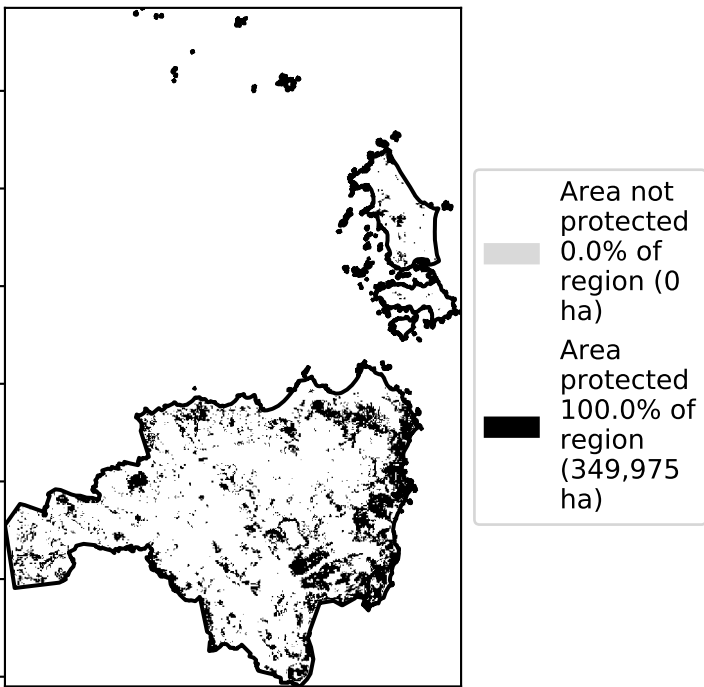 Area not
protected
0.0% of
region (0
ha)
Area
protected
100.0% of
region
(349,975
ha)